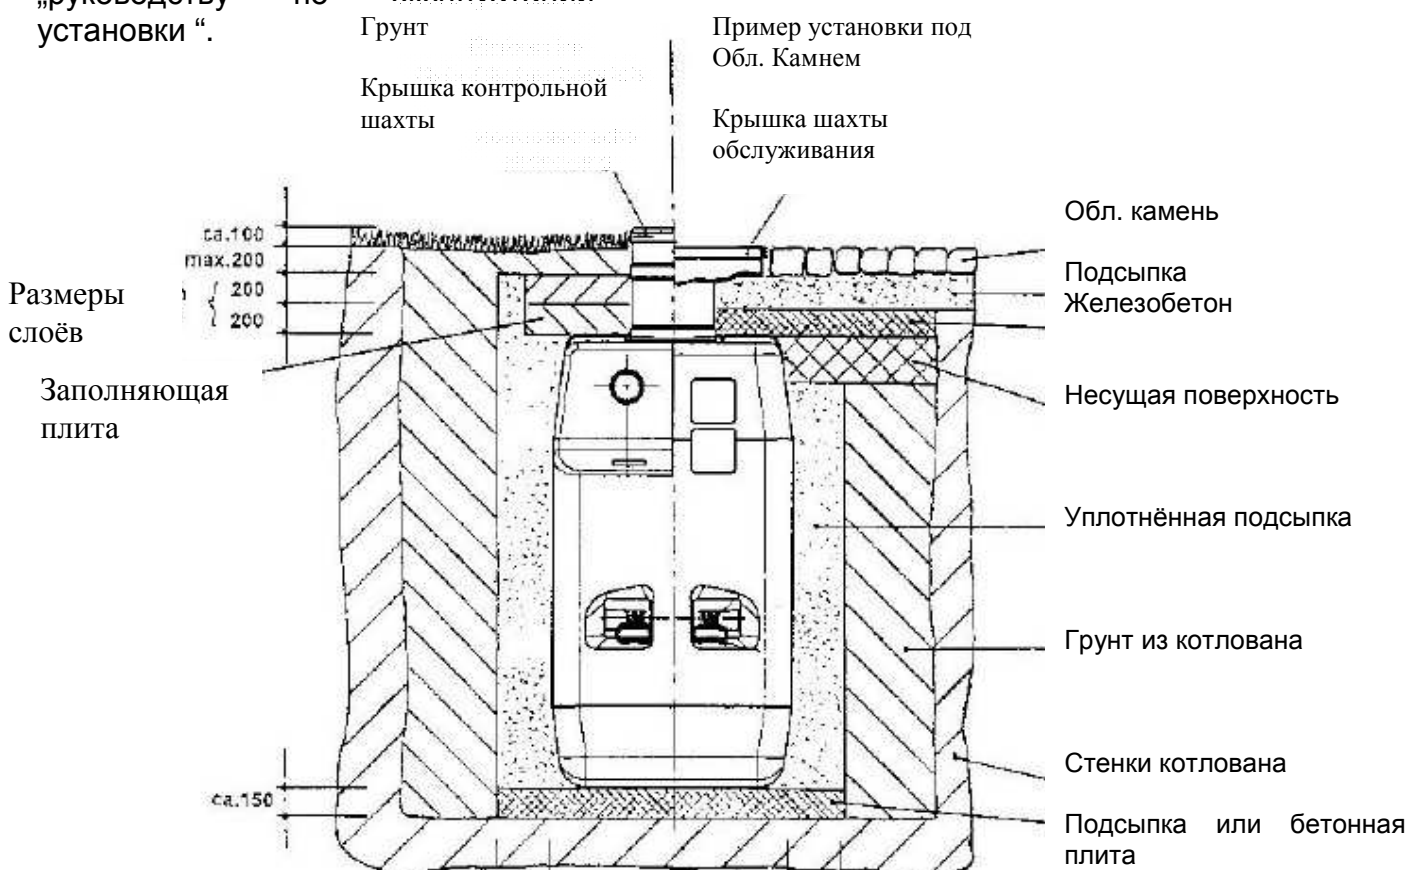 „руководству по
установки “.
Грунт
Крышка контрольной
шахты
Пример установки под
Обл. Камнем
Крышка шахты
обслуживания
ca.100
max.200
200
200
Размеры
слоёв
Заполняющая
плита
ca.150
Обл. камень
Подсыпка
Железобетон
Несущая поверхность
Уплотнённая подсыпка
Грунт из котлована
Стенки котлована
Подсыпка или бетонная
плита